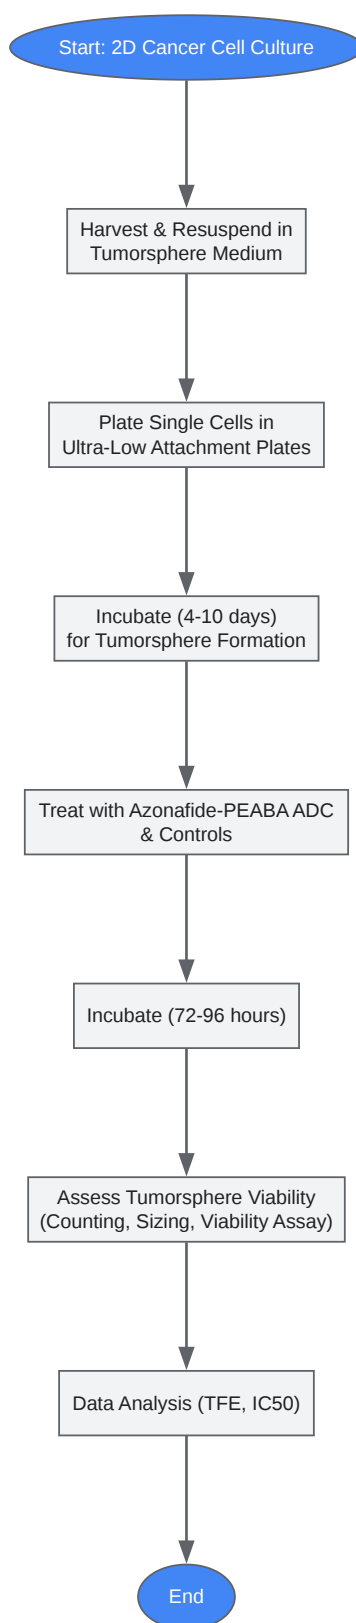 Start: 2D Cancer Cell Culture
Harvest & Resuspend in
Tumorsphere Medium
Plate Single Cells in
Ultra-Low Attachment Plates
Incubate (4-10 days)
for Tumorsphere Formation
Treat with Azonafide-PEABA ADC
& Controls
Incubate (72-96 hours)
Assess Tumorsphere Viability
(Counting, Sizing, Viability Assay)
Data Analysis (TFE, IC50)
End